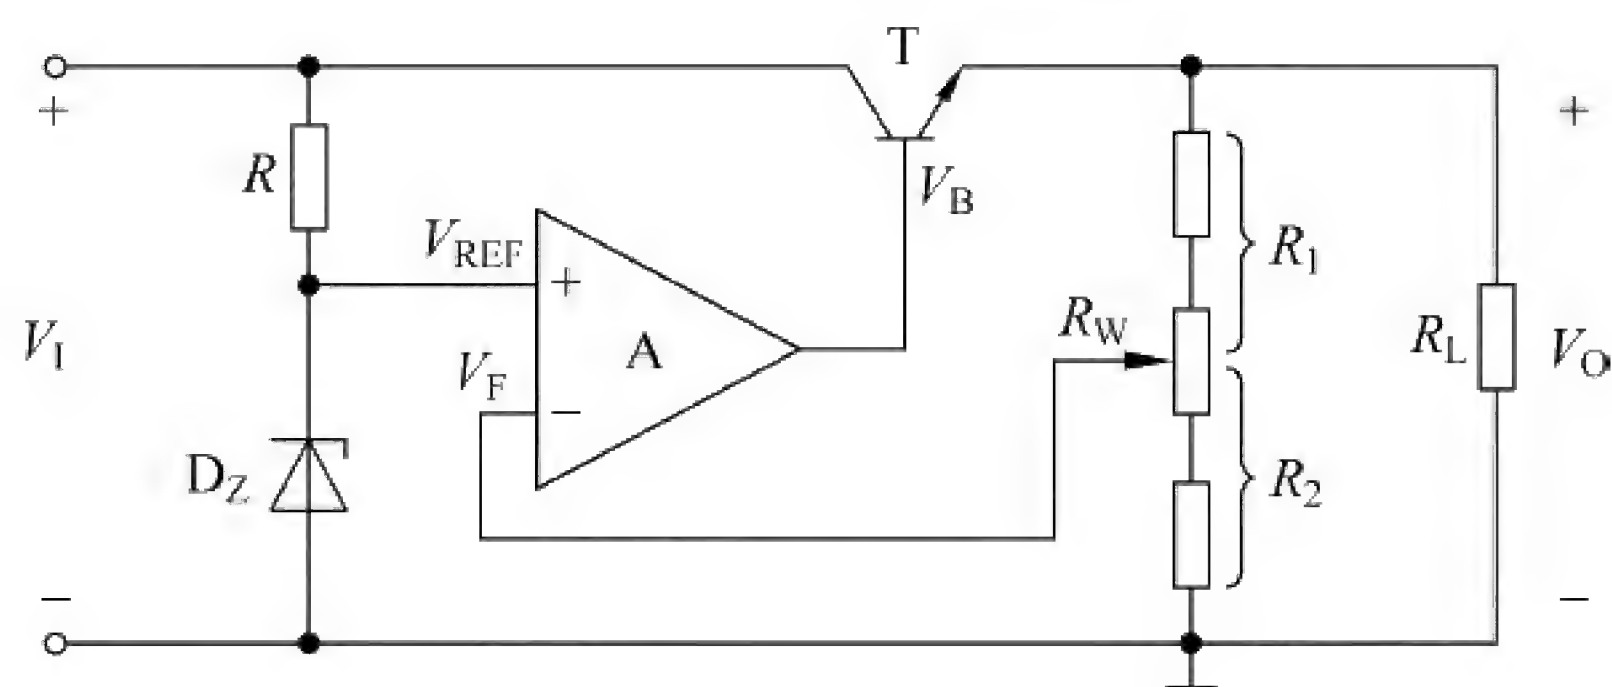 T
+
R
V_B
V_REF
+
R_1
V_I
A
R_W
R_L
V_O
V_F
−
D_Z
R_2
−
+
−